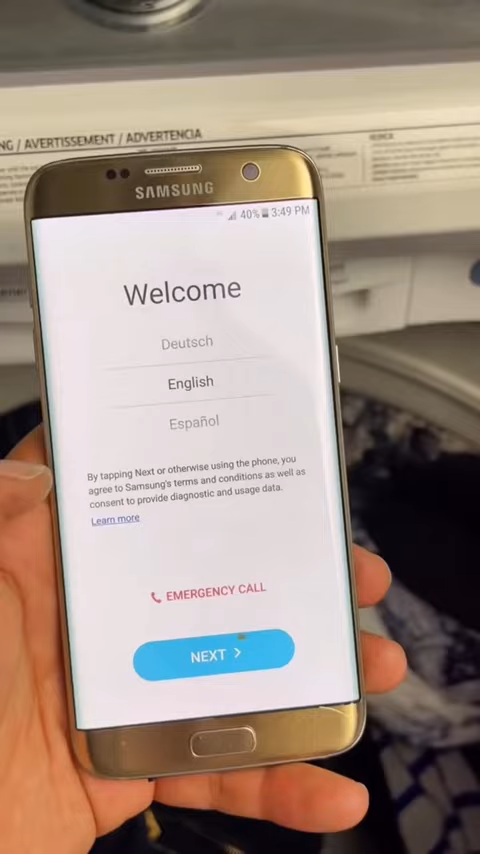 NG / AVERTISSEMENT / ADVERTENCIA
SAMSUNG
40% 3:49 PM
Welcome
Deutsch
English
Español
By tapping Next or otherwise using the phone, you
agree to Samsung's terms and conditions as well as
consent to provide diagnostic and usage data.
Learn more
EMERGENCY CALL
NEXT